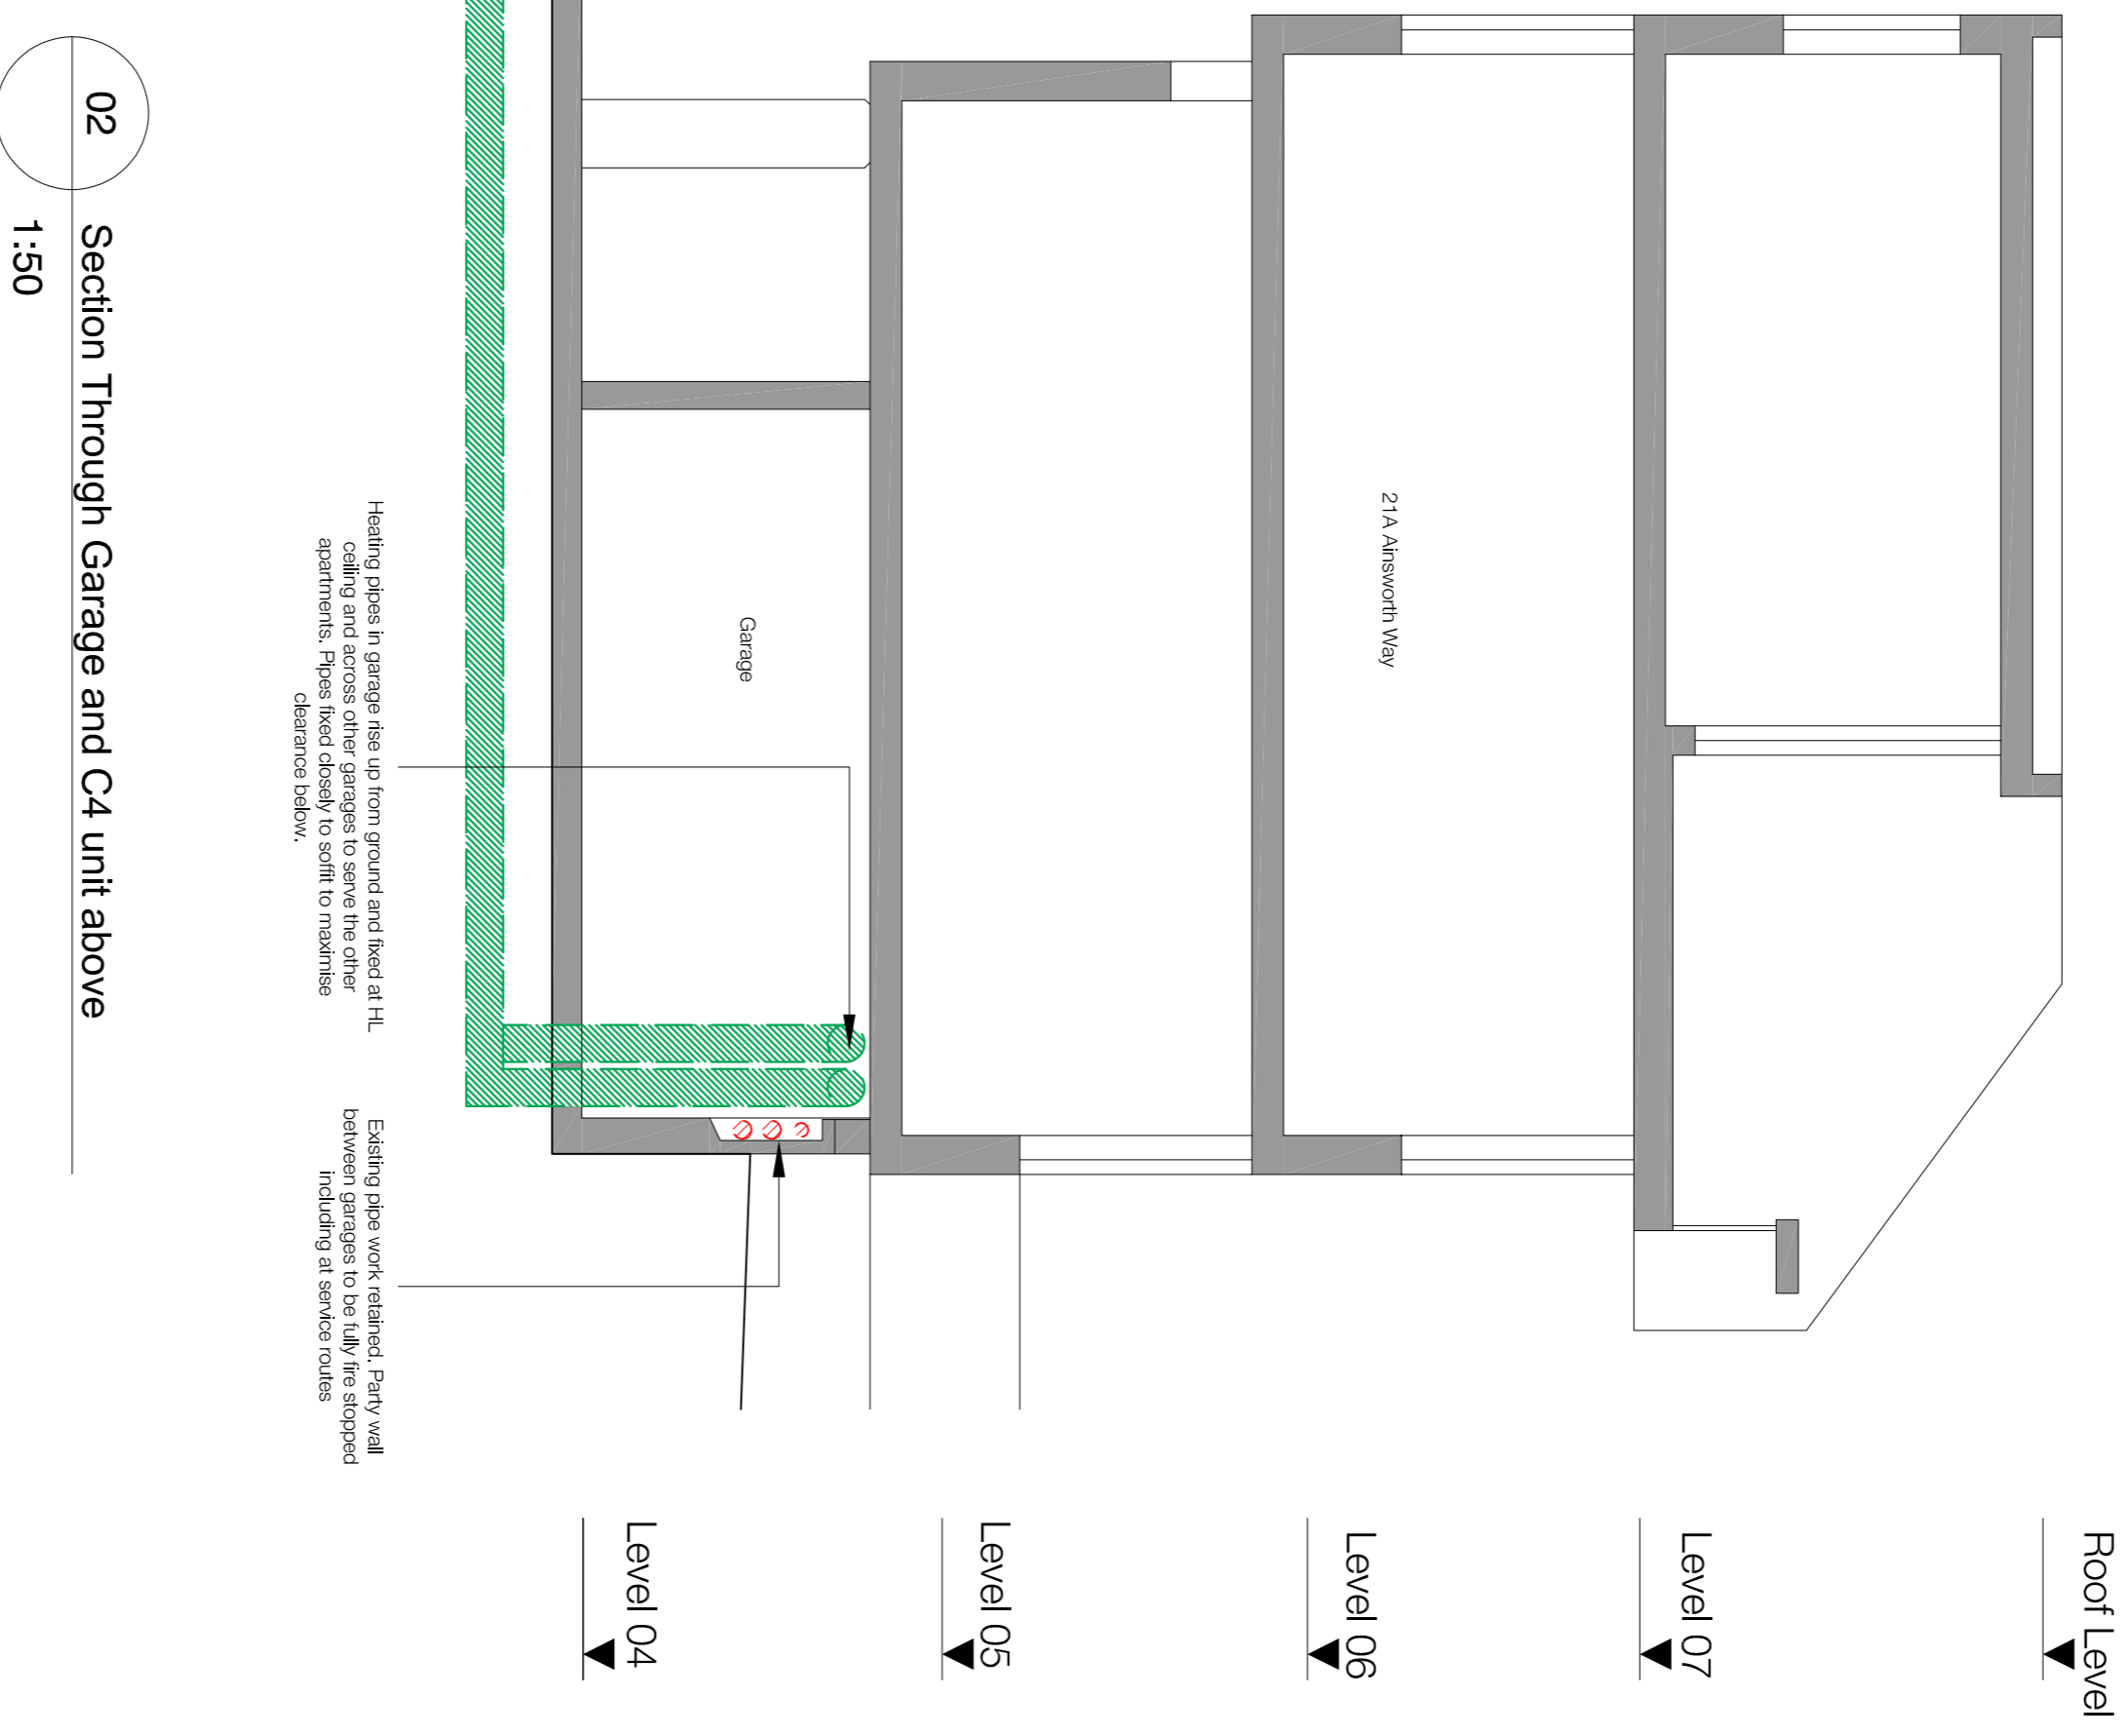 Roof Level
Level 07
Level 06
Level 05
Level 04
21A Ainsworth Way
Garage
Heating pipes in garage rise up from ground and fixed at HL
ceiling and across other garages to serve the other
apartments. Pipes fixed closely to soffit to maximise
clearance below.
Existing pipe work retained. Party wall
between garages to be fully fire stopped
including at service routes
02
Section Through Garage and C4 unit above
1:50